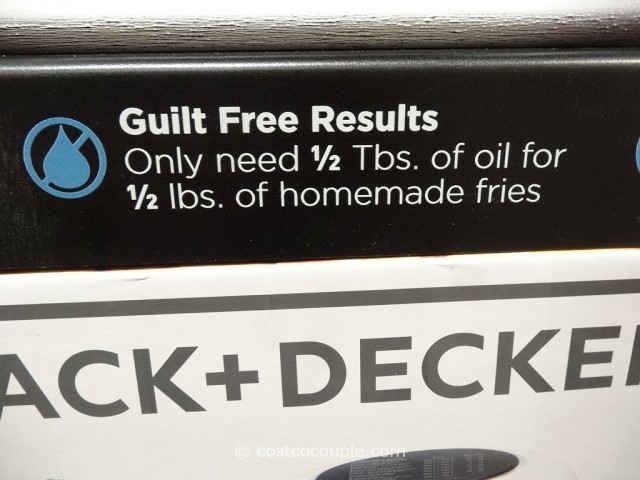 Guilt Free Results
Only need ½ Tbs. of oil for
½ lbs. of homemade fries
ACK+DECKE
© costcocouple.com